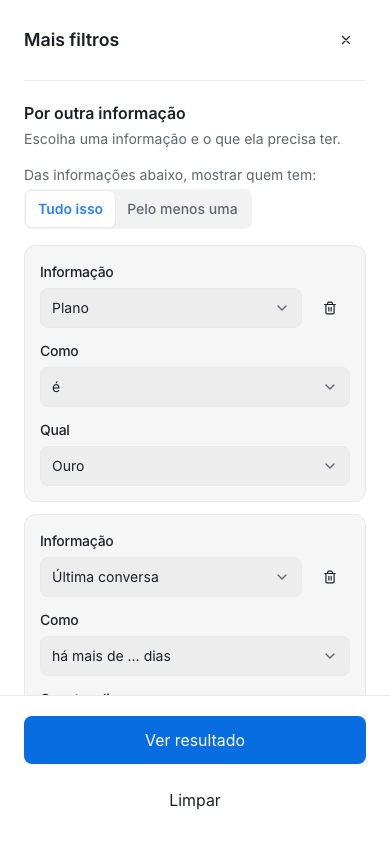 Mais filtros
Por outra informação
Escolha uma informação e o que ela precisa ter.
Das informações abaixo, mostrar quem tem:
Tudo isso
Pelo menos uma
Informação
Plano
Como
é
Qual
Ouro
Informação
Última conversa
Como
há mais de ... dias
Ver resultado
Limpar